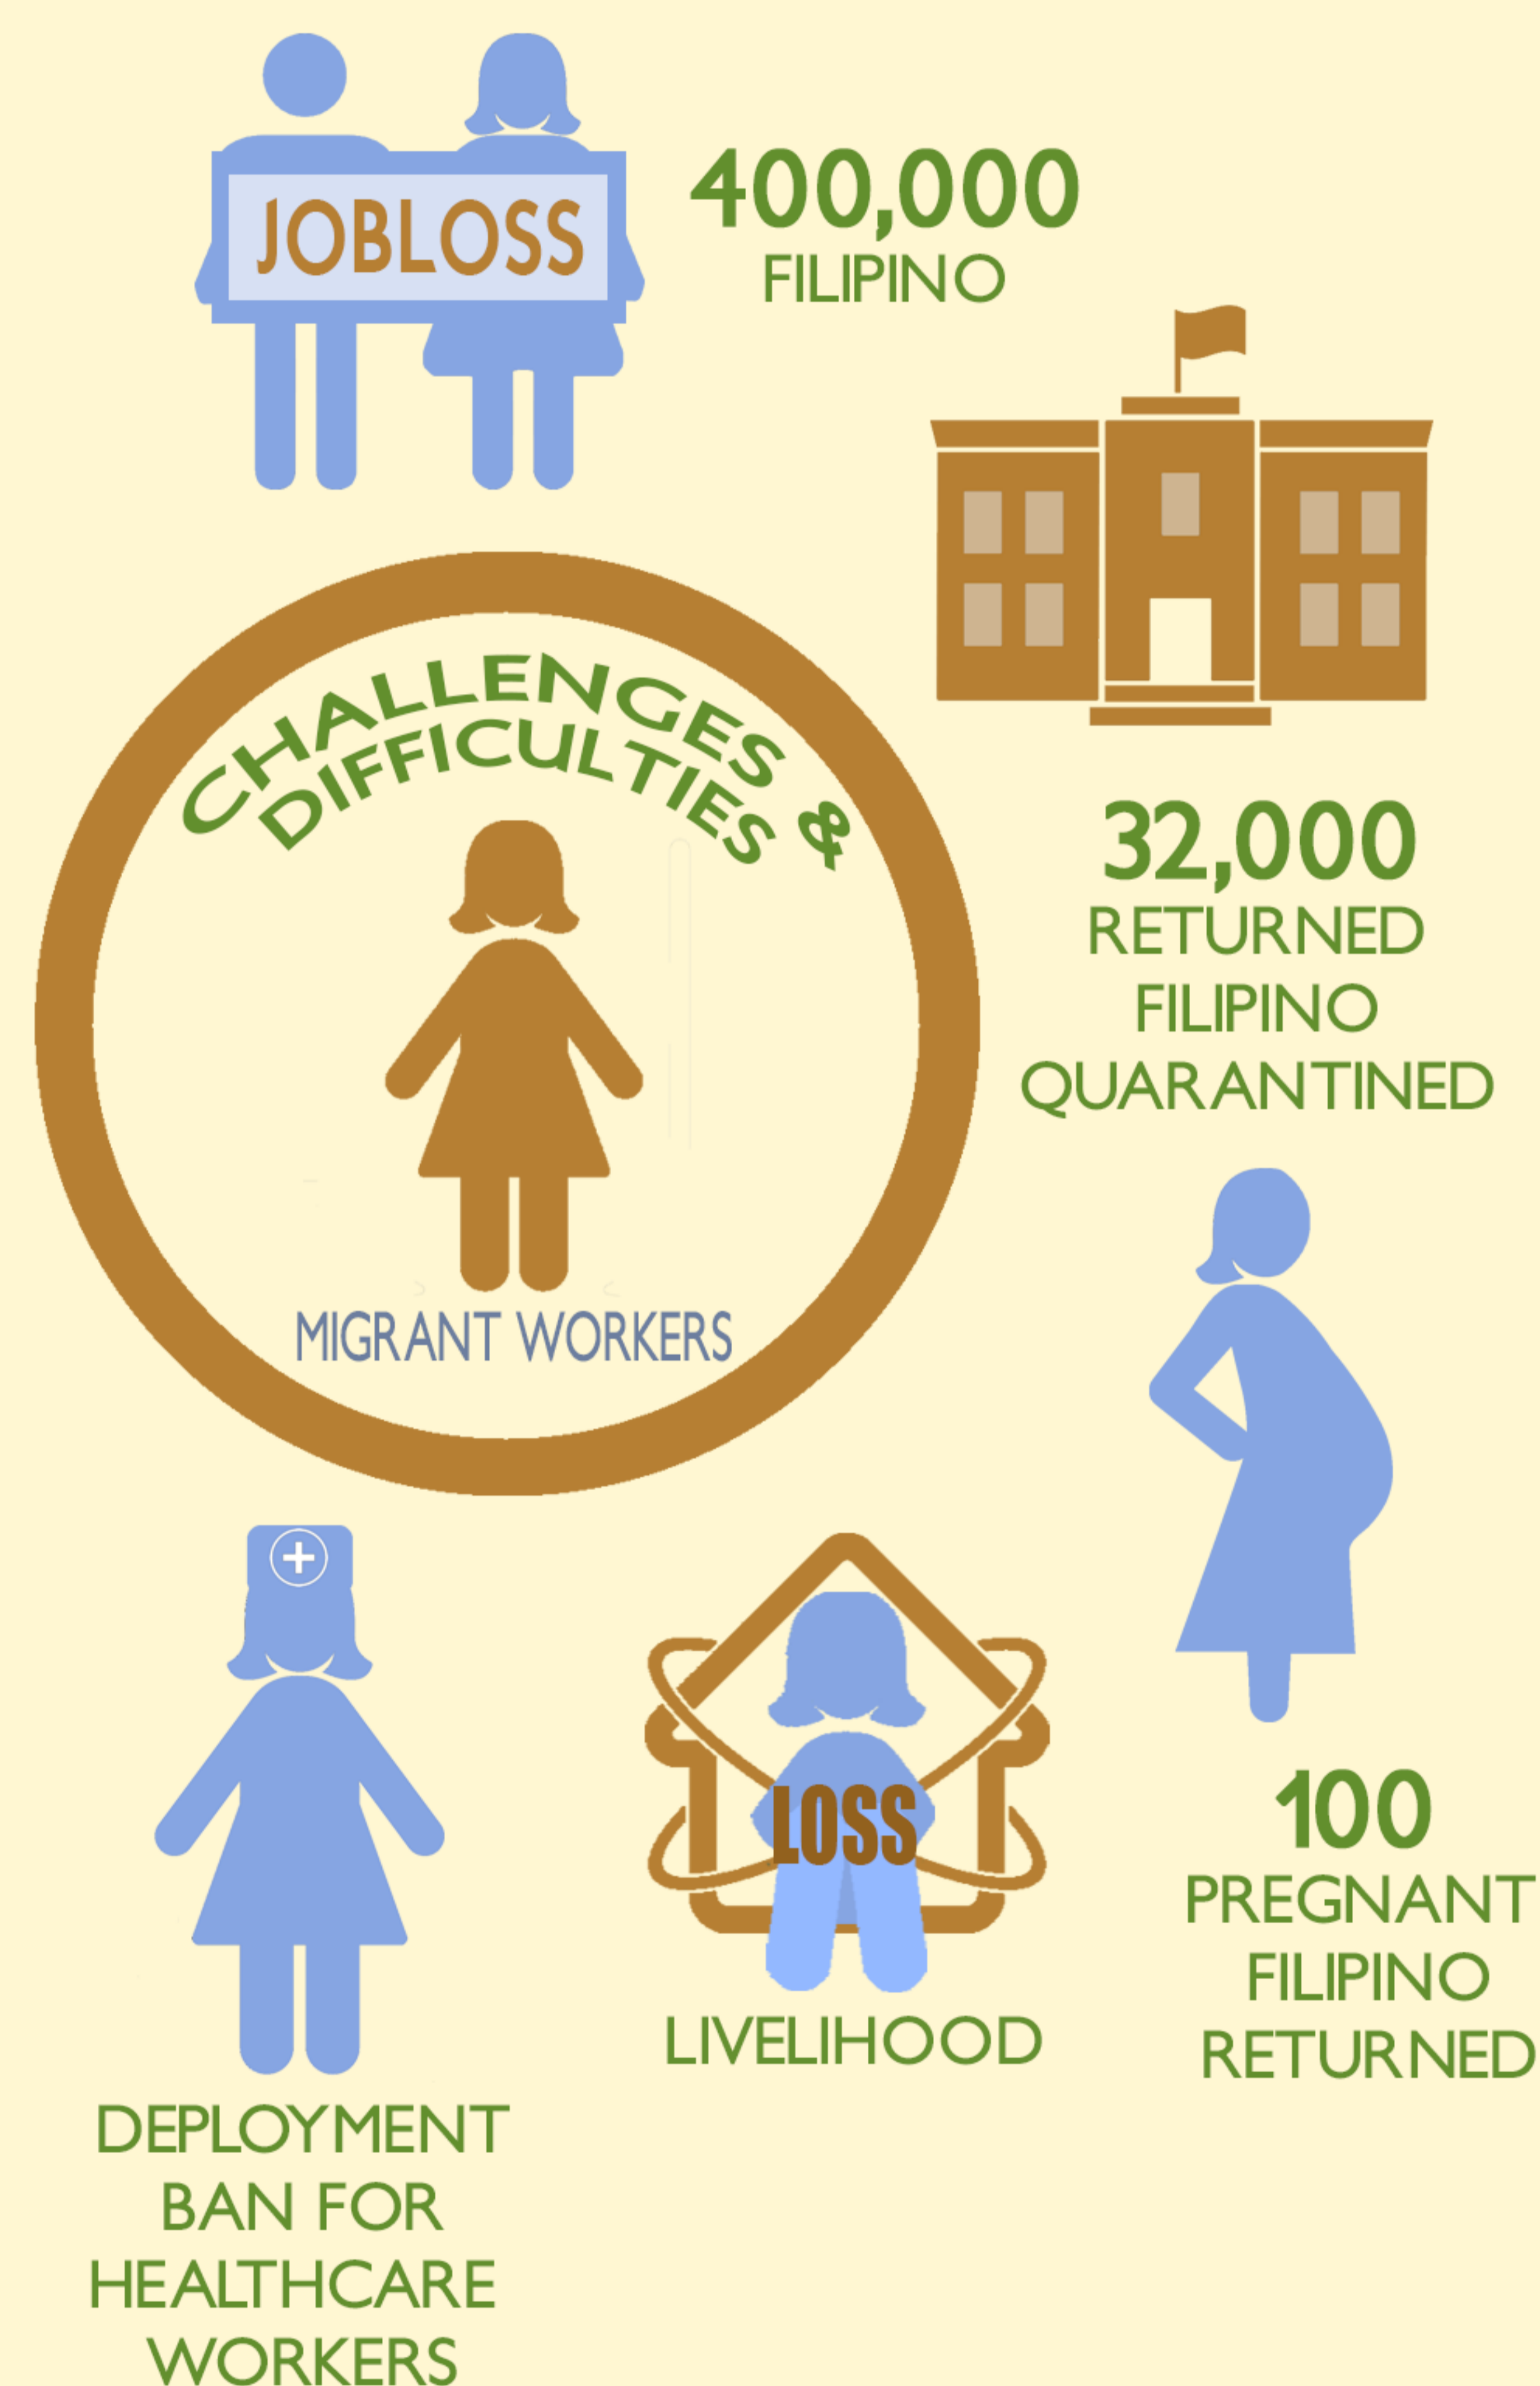 JOBLOSS
400,000
FILIPINO
CHALLENGES &
DIFFICULTIES
MIGRANT WORKERS
32,000
RETURNED
FILIPINO
QUARANTINED
LOSS
LIVELIHOOD
100
PREGNANT
FILIPINO
RETURNED
DEPLOYMENT
BAN FOR
HEALTHCARE
WORKERS